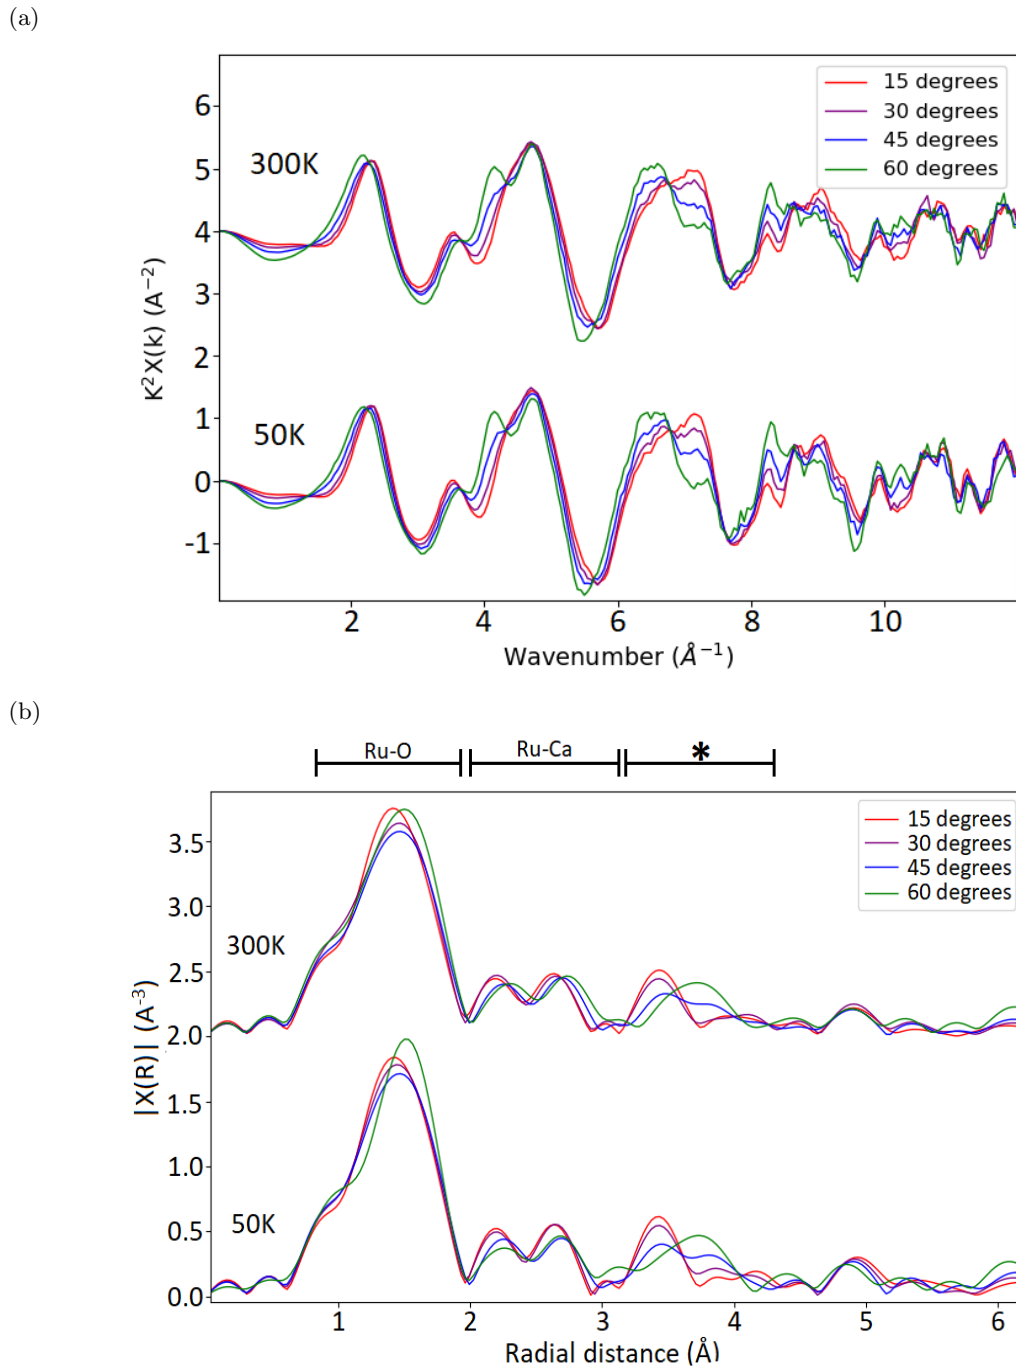 (a)
6
5
4
3
2
1
0
-1
K²X(k) (A⁻²)
300K
50K
15 degrees
30 degrees
45 degrees
60 degrees
2 4 6 8 10
Wavenumber (Å⁻¹)
(b)
Ru-O Ru-Ca *
3.5
3.0
2.5
2.0
1.5
1.0
0.5
0.0
|X(R)| (A⁻³)
300K
50K
15 degrees
30 degrees
45 degrees
60 degrees
1 2 3 4 5 6
Radial distance (Å)